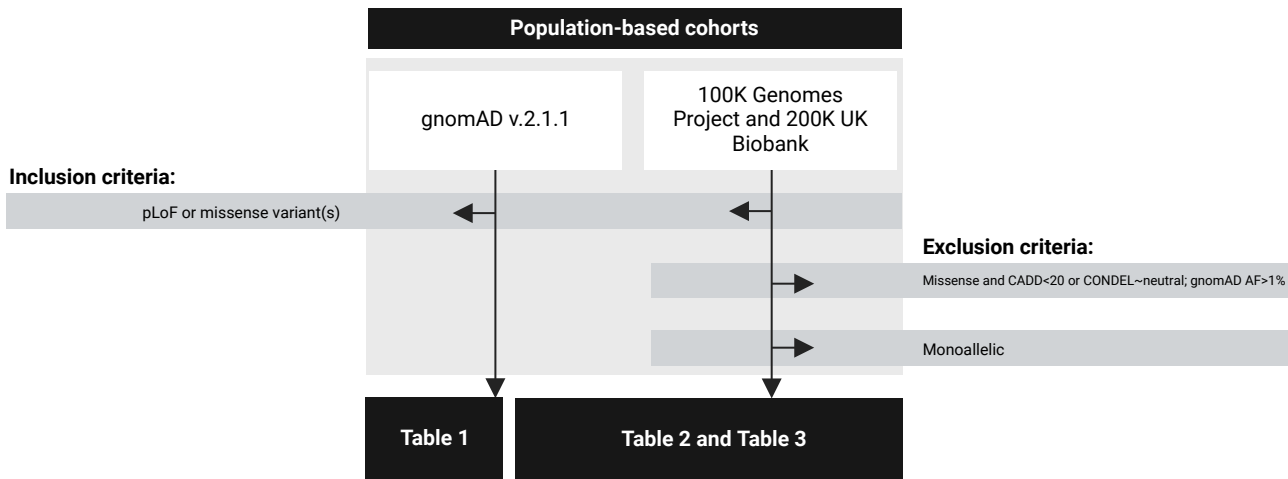 Population-based cohorts
gnomAD v.2.1.1
100K Genomes
Project and 200K UK
Biobank
Inclusion criteria:
pLoF or missense variant(s)
Exclusion criteria:
Missense and CADD<20 or CONDEL~neutral; gnomAD AF>1%
Monoallelic
Table 1
Table 2 and Table 3